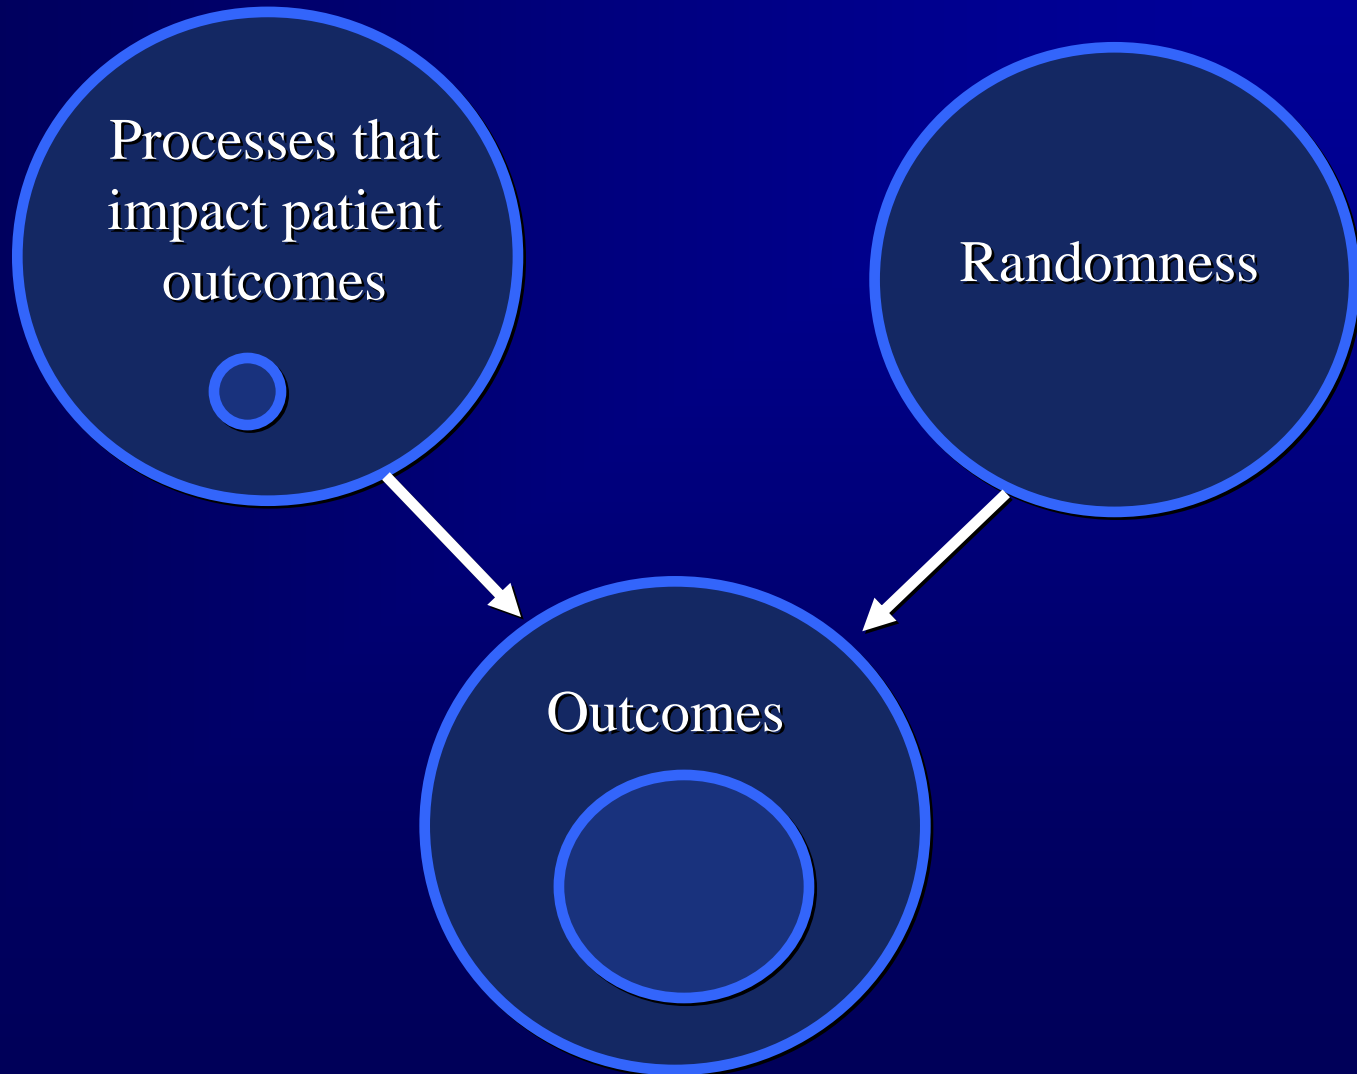 Processes that
impact patient
outcomes
Randomness
Outcomes